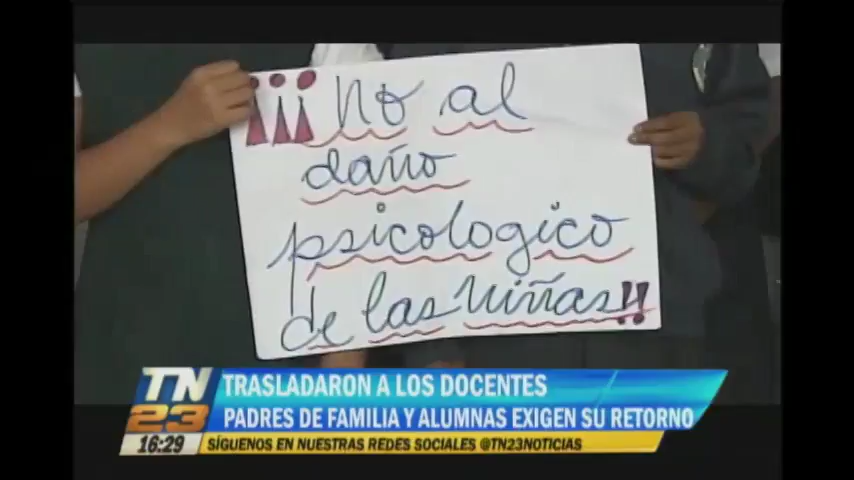 ¡¡¡No al
daño
psicologico
de las niñas!!
TN
23
16:29
TRASLADARON A LOS DOCENTES
PADRES DE FAMILIA Y ALUMNAS EXIGEN SU RETORNO
SÍGUENOS EN NUESTRAS REDES SOCIALES @TN23NOTICIAS